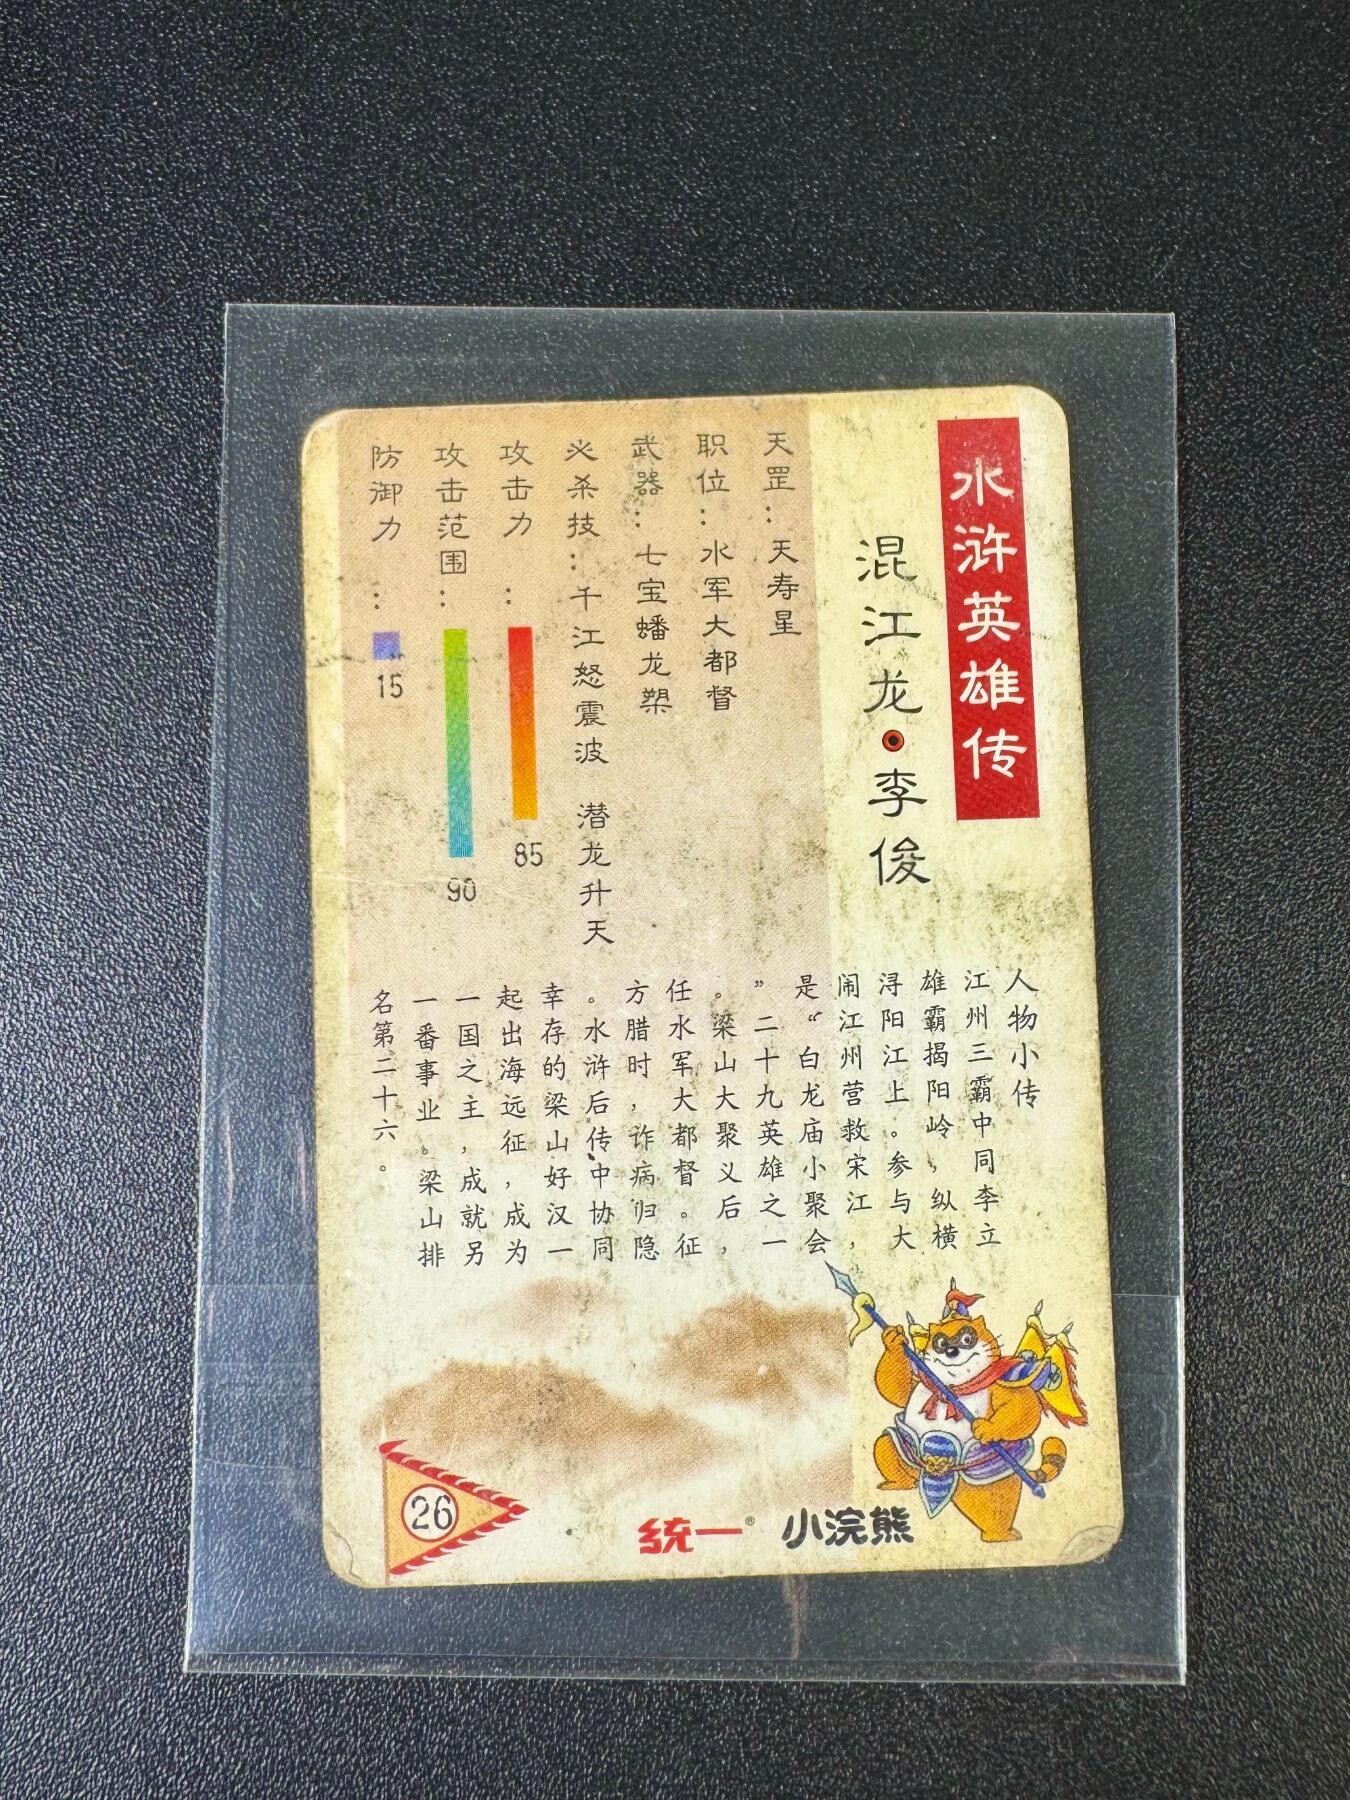 水浒英雄传
混江龙·李俊
天罡：天寿星
职位：水军大都督
武器：七宝蟠龙槊
必杀技：千江怒震波 潜龙升天
攻击力：85
攻击范围：90
防御力：15
人物小传
江州三霸中同李立
雄霸揭阳岭，纵横
浔阳江上。参与大
闹江州营救宋江，
是“白龙庙小聚会
”二十九英雄之一
。梁山大聚义后，
任水军大都督。征
方腊时，诈病归隐
。水浒后传中协同
幸存的梁山好汉一
起出海远征，成为
一国之主，成就另
一番事业。梁山排
名第二十六。
26
统一®
小浣熊